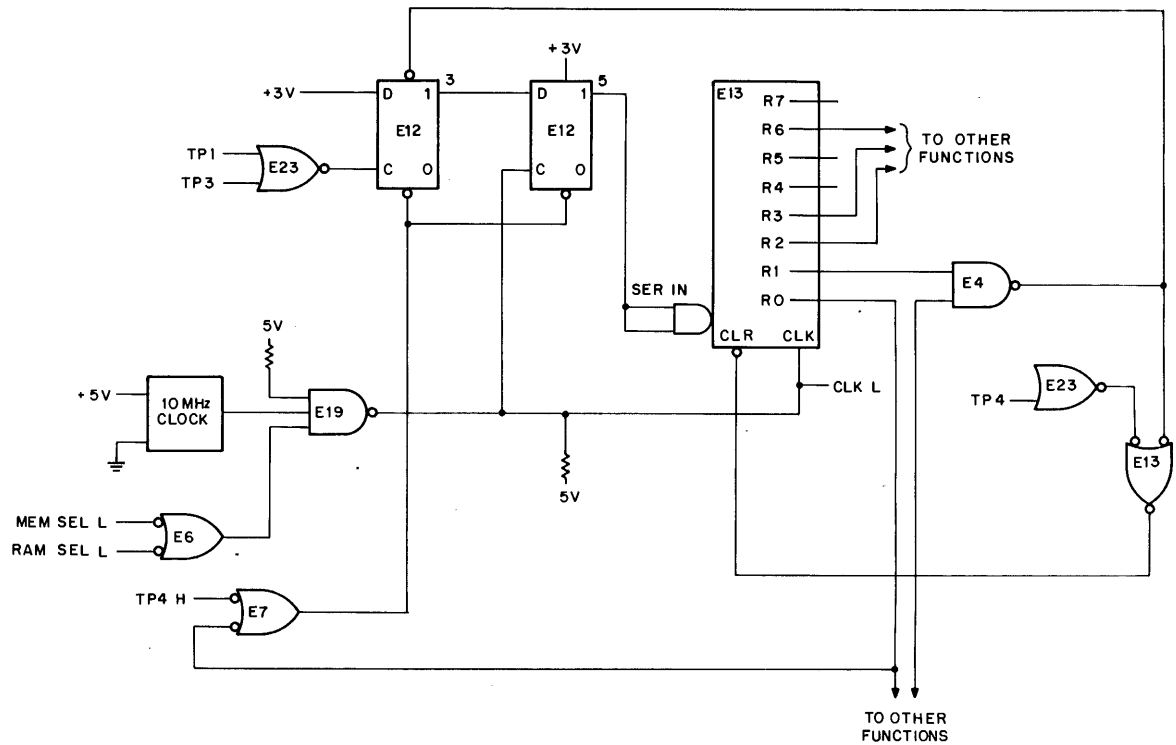 +3V
+3V
D
1
3
E12
C
0
D
1
5
E12
C
0
TP1
TP3
E23
E13
R7
R6
R5
R4
R3
R2
R1
R0
CLR
CLK
TO OTHER
FUNCTIONS
SER IN
E4
5V
+5V
10 MHz
CLOCK
E19
CLK L
5V
TP4
E23
E13
MEM SEL L
RAM SEL L
E6
TP4 H
E7
TO OTHER
FUNCTIONS